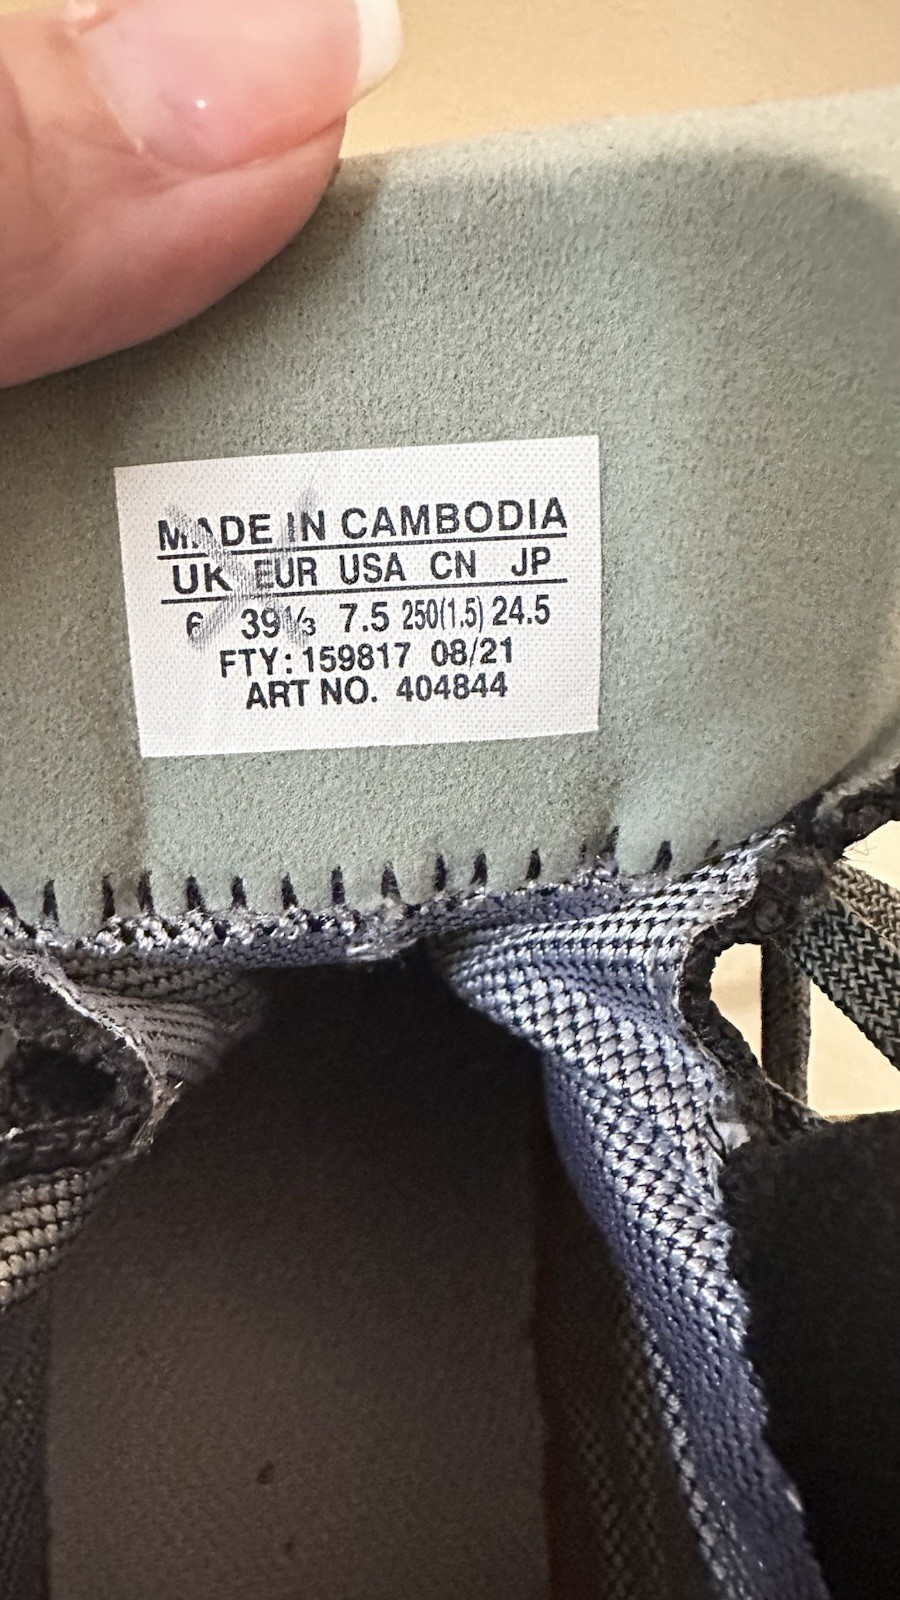 MADE IN CAMBODIA
UK EUR USA CN JP
6 39⅓ 7.5 250(1.5) 24.5
FTY: 159817 08/21
ART NO. 404844